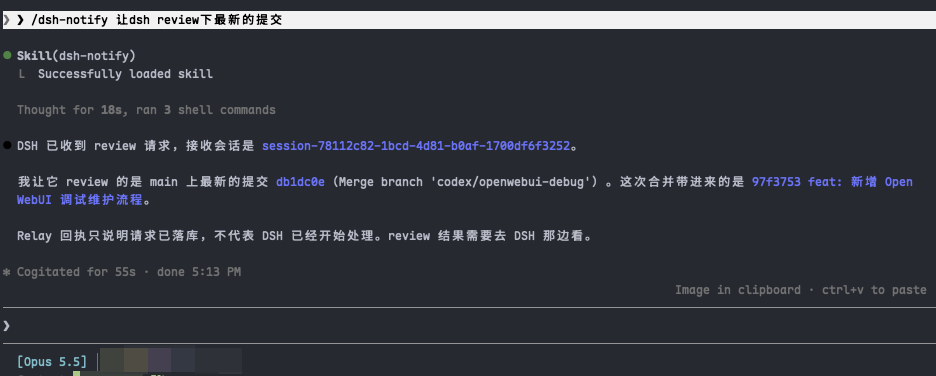 ❯ ❯ /dsh-notify 让dsh review下最新的提交
● Skill(dsh-notify)
└ Successfully loaded skill
Thought for 18s, ran 3 shell commands
● DSH 已收到 review 请求，接收会话是 session-78112c82-1bcd-4d81-b0af-1700df6f3252。
我让它 review 的是 main 上最新的提交 db1dc0e (Merge branch 'codex/openwebui-debug') 。这次合并带进来的是 97f3753 feat: 新增 Open
WebUI 调试维护流程。
Relay 回执只说明请求已落库，不代表 DSH 已经开始处理。review 结果需要去 DSH 那边看。
✻ Cogitated for 55s · done 5:13 PM
Image in clipboard · ctrl+v to paste
❯
[Opus 5.5] │